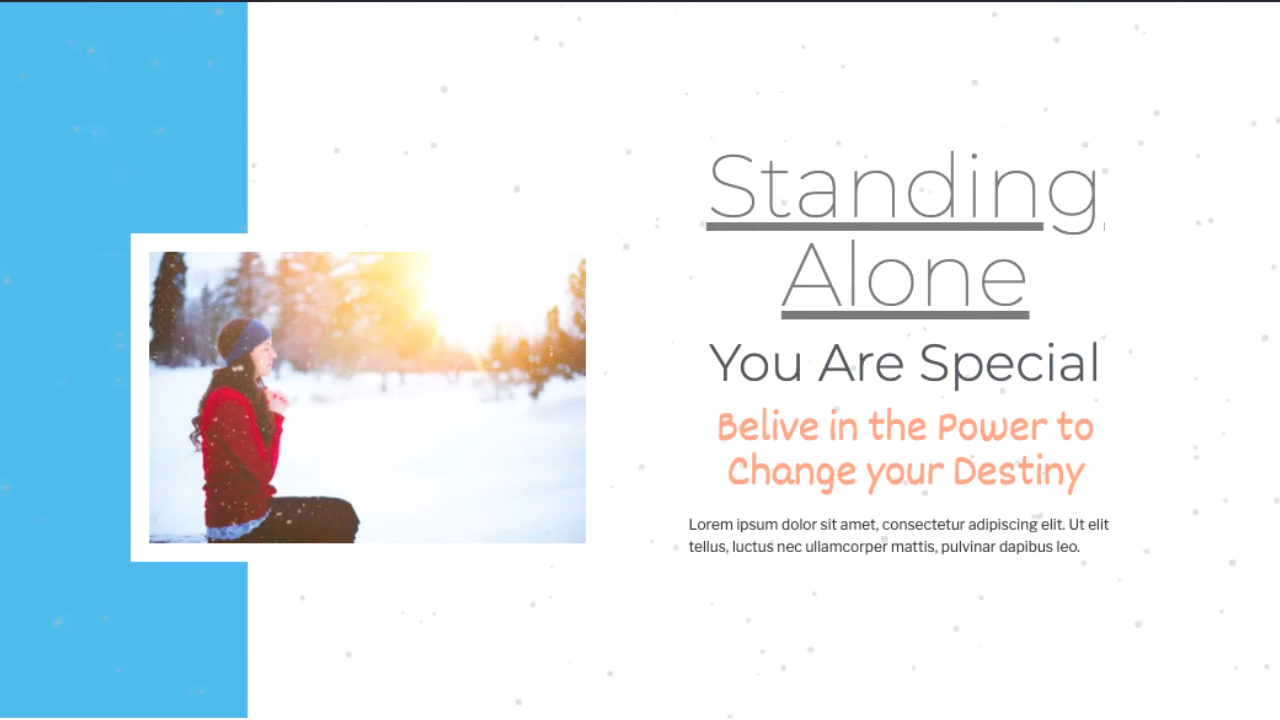 Standing
Alone
You Are Special
Belive in the Power to
Change your Destiny
Lorem ipsum dolor sit amet, consectetur adipiscing elit. Ut elit
tellus, luctus nec ullamcorper mattis, pulvinar dapibus leo.